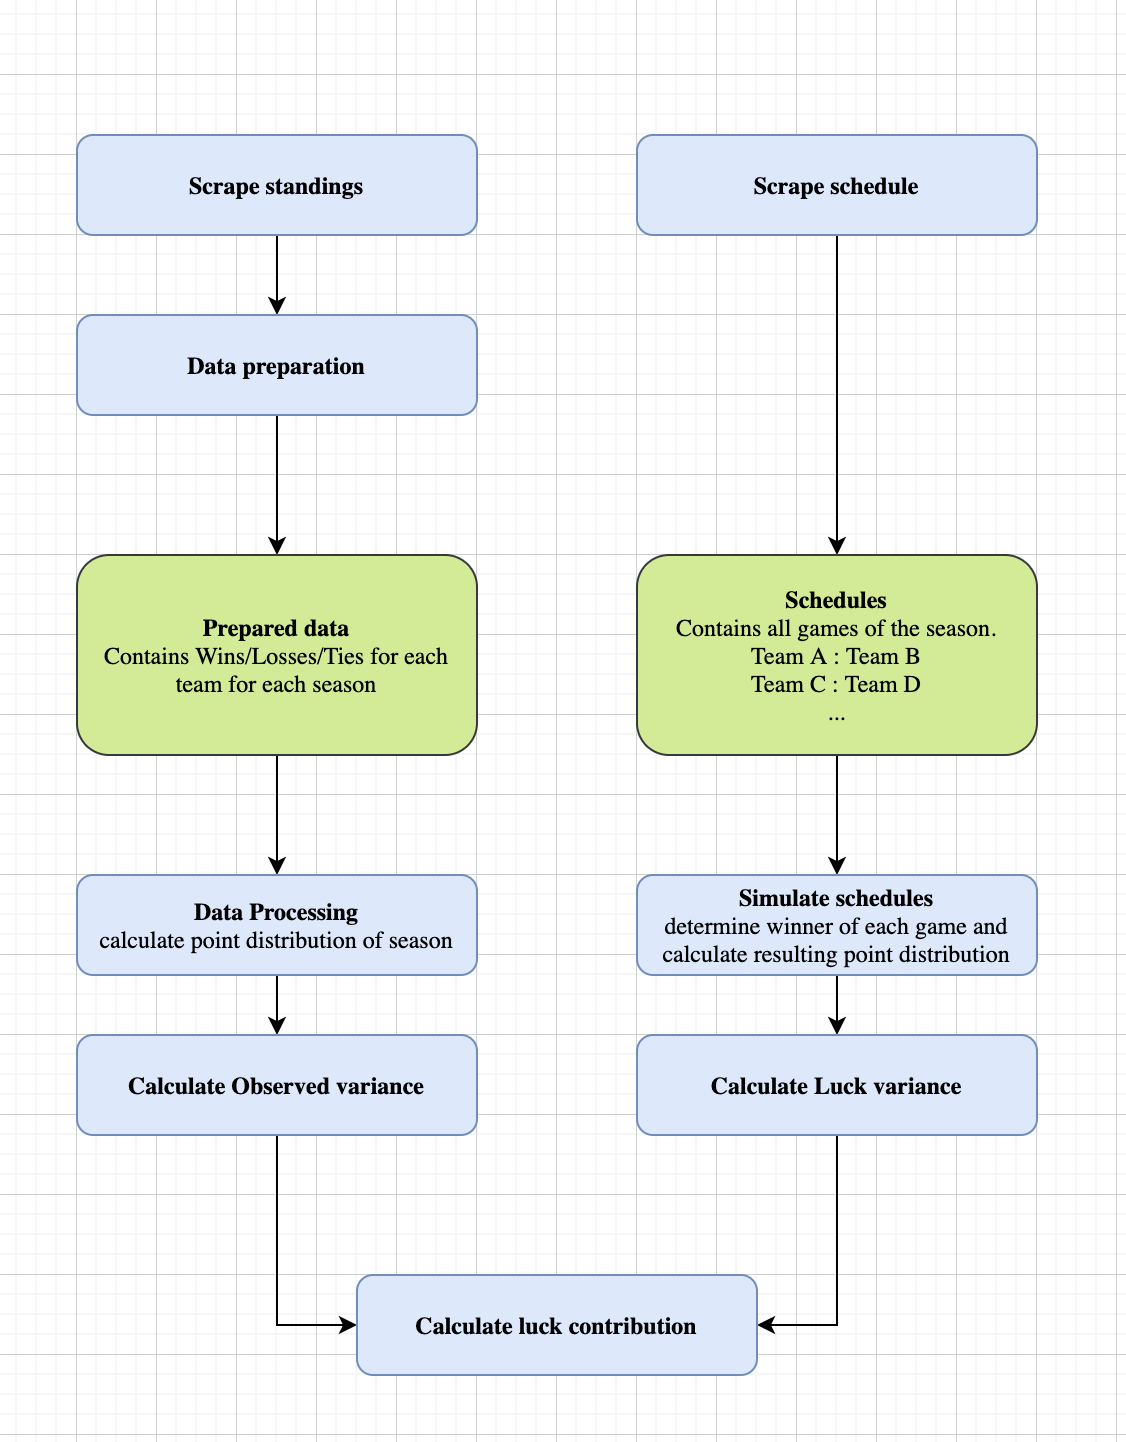 Scrape standings
Scrape schedule
Data preparation
Prepared data
Contains Wins/Losses/Ties for each
team for each season
Schedules
Contains all games of the season.
Team A : Team B
Team C : Team D
...
Data Processing
calculate point distribution of season
Simulate schedules
determine winner of each game and
calculate resulting point distribution
Calculate Observed variance
Calculate Luck variance
Calculate luck contribution